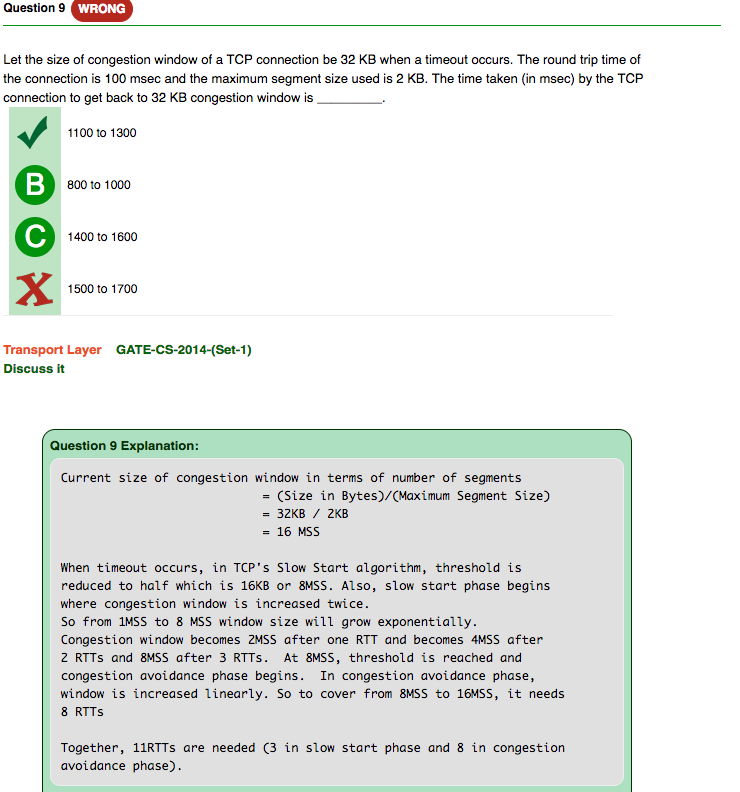 Question 9 WRONG
Let the size of congestion window of a TCP connection be 32 KB when a timeout occurs. The round trip time of
the connection is 100 msec and the maximum segment size used is 2 KB. The time taken (in msec) by the TCP
connection to get back to 32 KB congestion window is _________.
1100 to 1300
B 800 to 1000
C 1400 to 1600
X 1500 to 1700
Transport Layer GATE-CS-2014-(Set-1)
Discuss it
Question 9 Explanation:
Current size of congestion window in terms of number of segments
= (Size in Bytes)/(Maximum Segment Size)
= 32KB / 2KB
= 16 MSS
When timeout occurs, in TCP's Slow Start algorithm, threshold is
reduced to half which is 16KB or 8MSS. Also, slow start phase begins
where congestion window is increased twice.
So from 1MSS to 8 MSS window size will grow exponentially.
Congestion window becomes 2MSS after one RTT and becomes 4MSS after
2 RTTs and 8MSS after 3 RTTs. At 8MSS, threshold is reached and
congestion avoidance phase begins. In congestion avoidance phase,
window is increased linearly. So to cover from 8MSS to 16MSS, it needs
8 RTTs
Together, 11RTTs are needed (3 in slow start phase and 8 in congestion
avoidance phase).